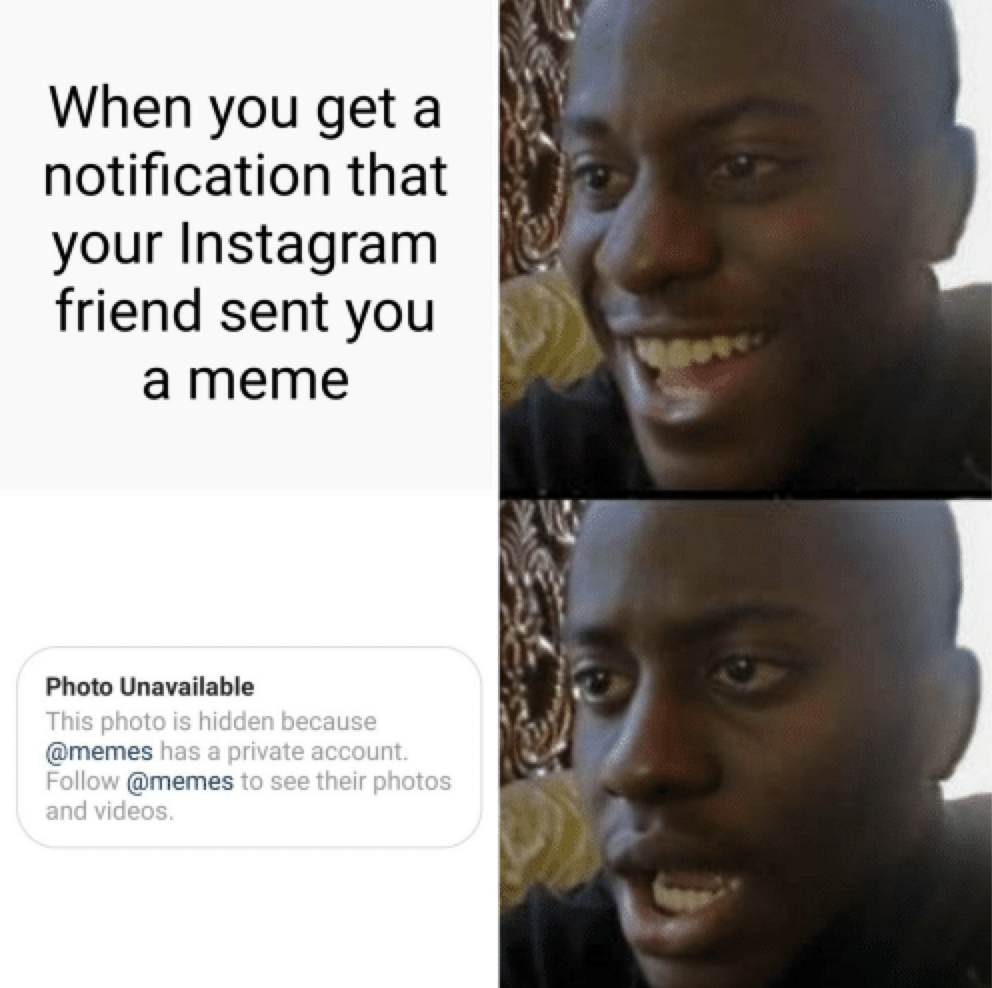 When you get a
notification that
your Instagram
friend sent you
a meme
Photo Unavailable
This photo is hidden because
@memes has a private account.
Follow @memes to see their photos
and videos.